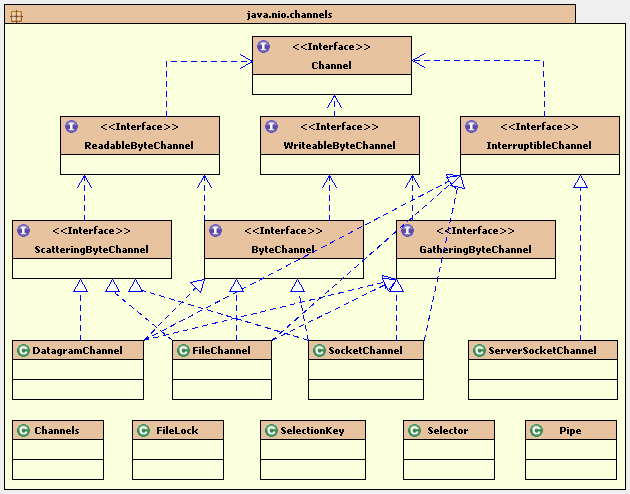 java.nio.channels
I <<Interface>>
Channel
I <<Interface>>
ReadableByteChannel
I <<Interface>>
WriteableByteChannel
I <<Interface>>
InterruptibleChannel
I <<Interface>>
ScatteringByteChannel
I <<Interface>>
ByteChannel
I <<Interface>>
GatheringByteChannel
C DatagramChannel
C FileChannel
C SocketChannel
C ServerSocketChannel
C Channels
C FileLock
C SelectionKey
C Selector
C Pipe